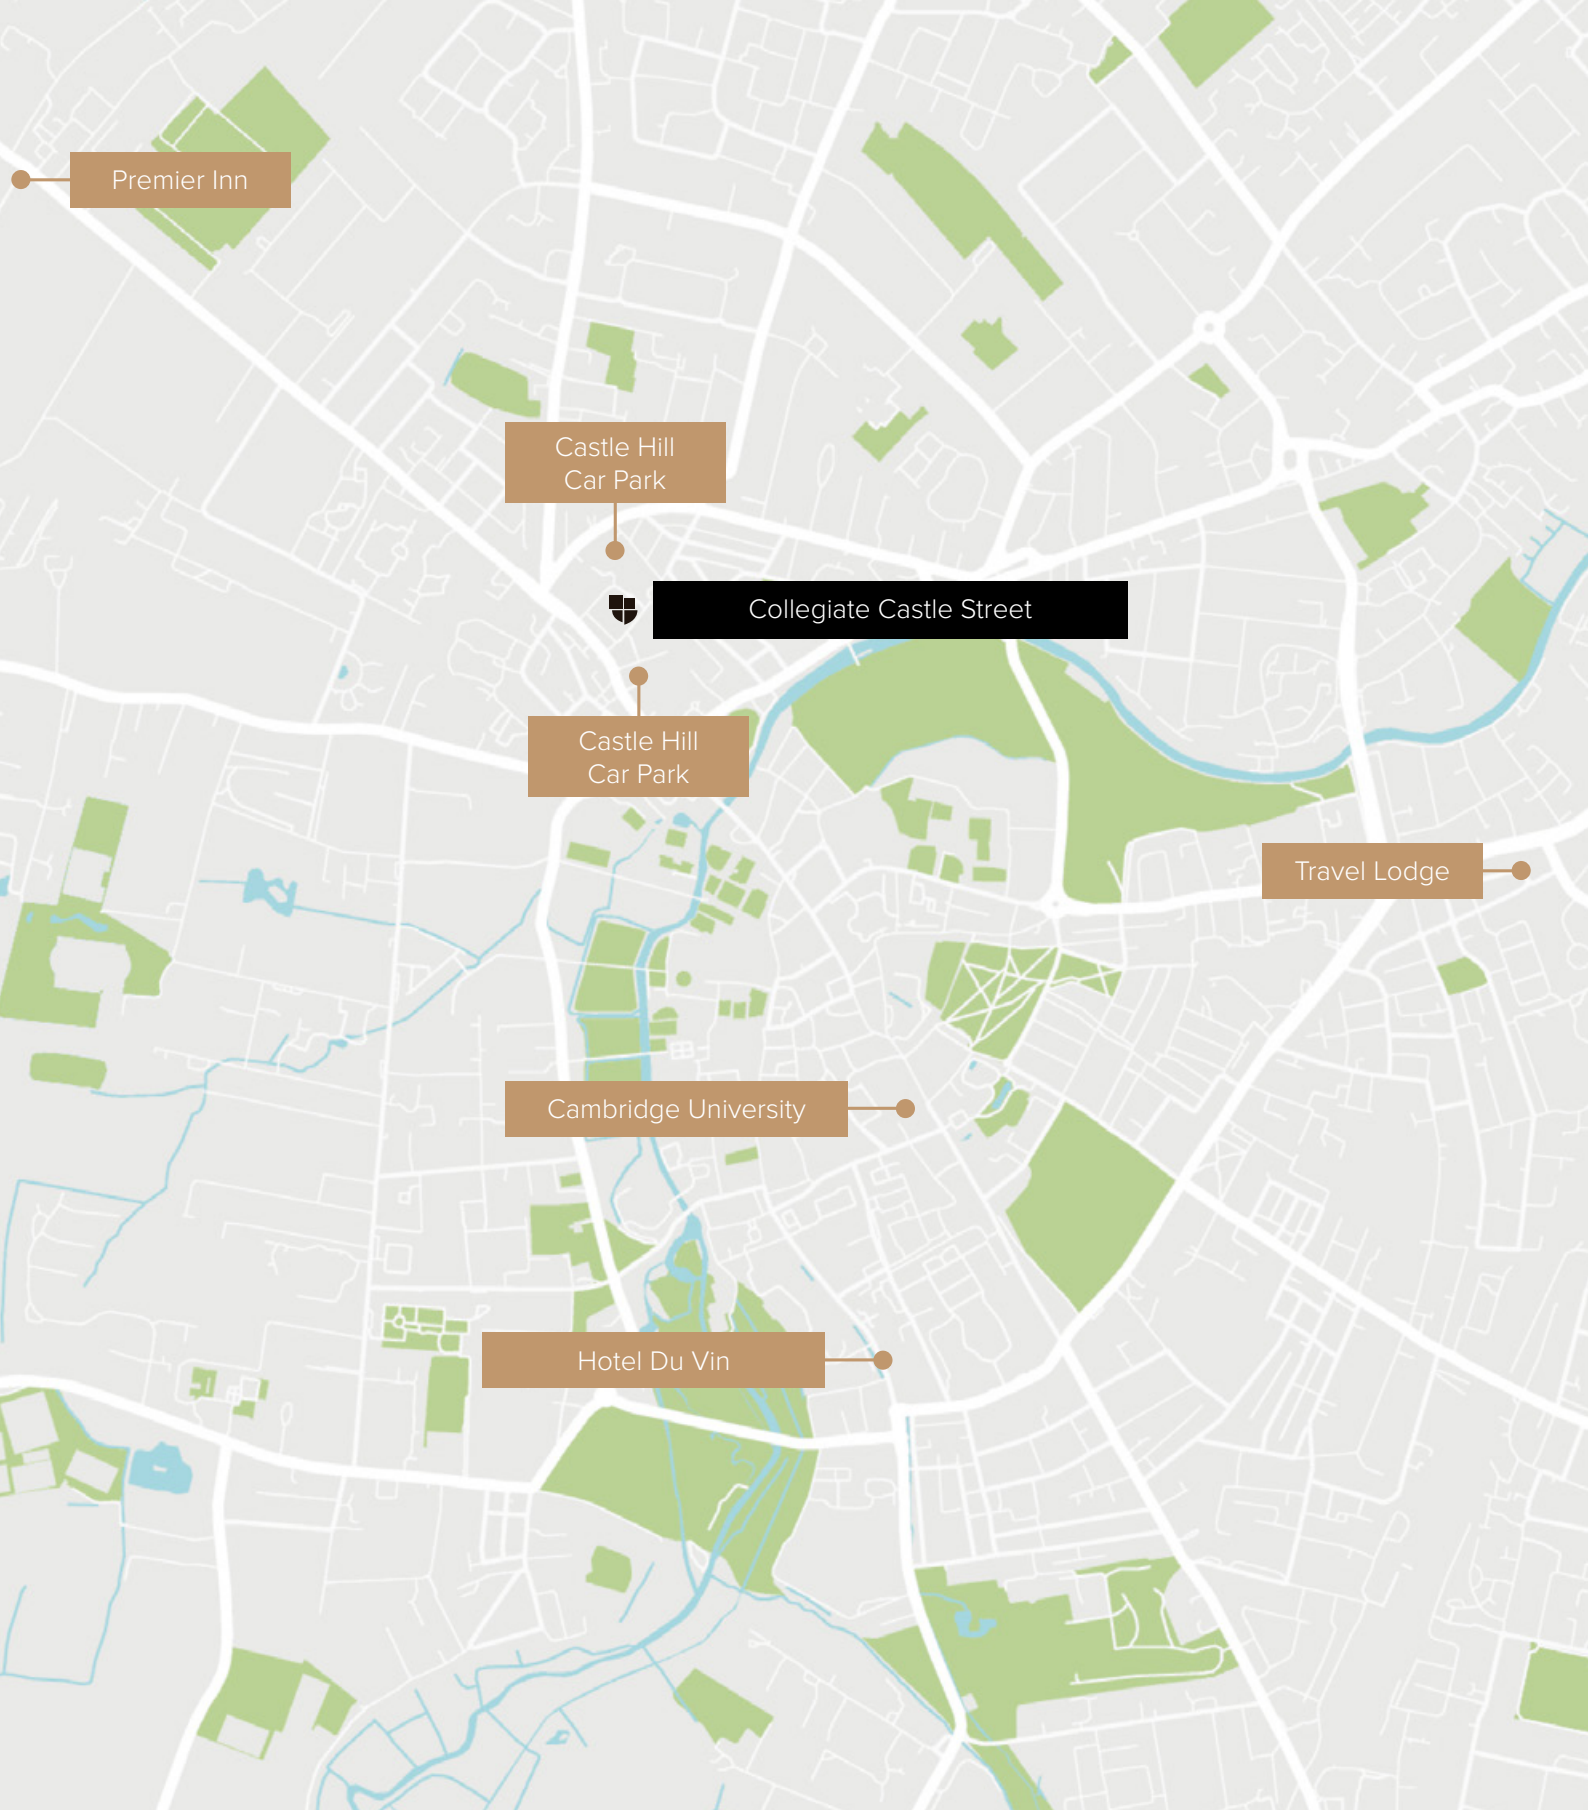 Premier Inn
Castle Hill
Car Park
Collegiate Castle Street
Castle Hill
Car Park
Travel Lodge
Cambridge University
Hotel Du Vin